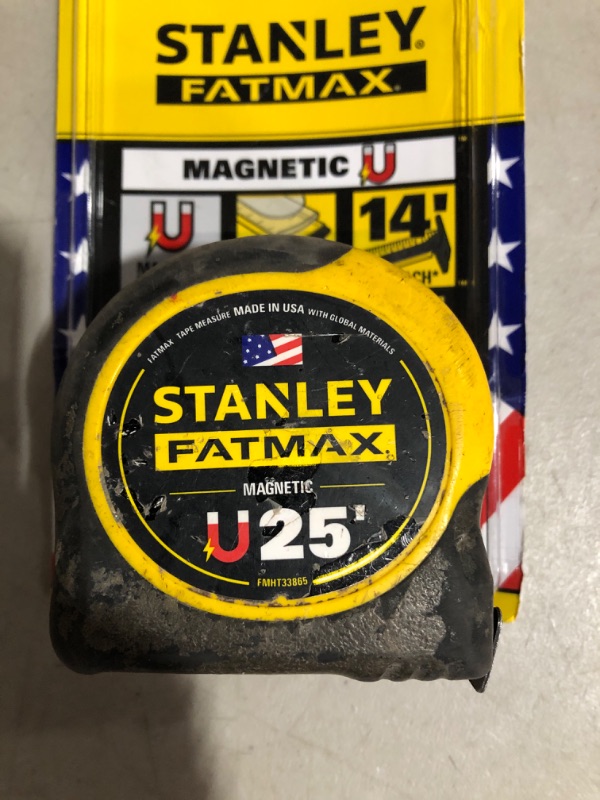 STANLEY®
FATMAX®
MAGNETIC
14'
FATMAX TAPE MEASURE MADE IN USA WITH GLOBAL MATERIALS
STANLEY
FATMAX®
MAGNETIC
25'
FMHT33865